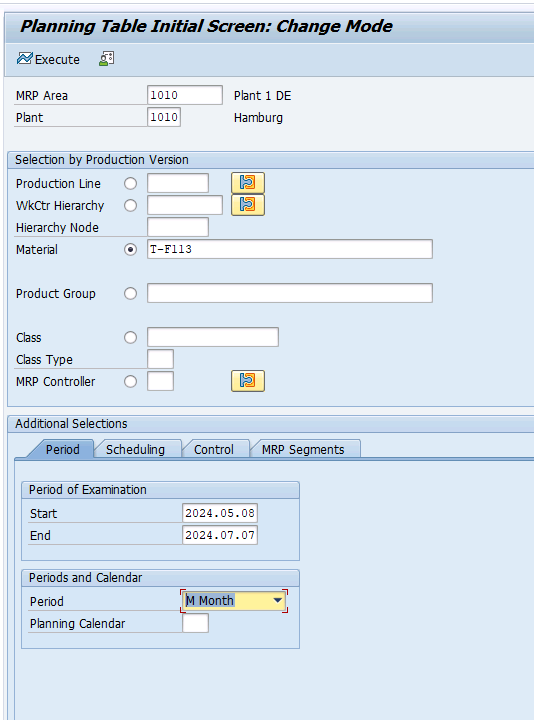 Planning Table Initial Screen: Change Mode
Execute
MRP Area 1010 Plant 1 DE
Plant 1010 Hamburg
Selection by Production Version
Production Line
WkCtr Hierarchy
Hierarchy Node
Material T-F113
Product Group
Class
Class Type
MRP Controller
Additional Selections
Period Scheduling Control MRP Segments
Period of Examination
Start 2024.05.08
End 2024.07.07
Periods and Calendar
Period M Month
Planning Calendar